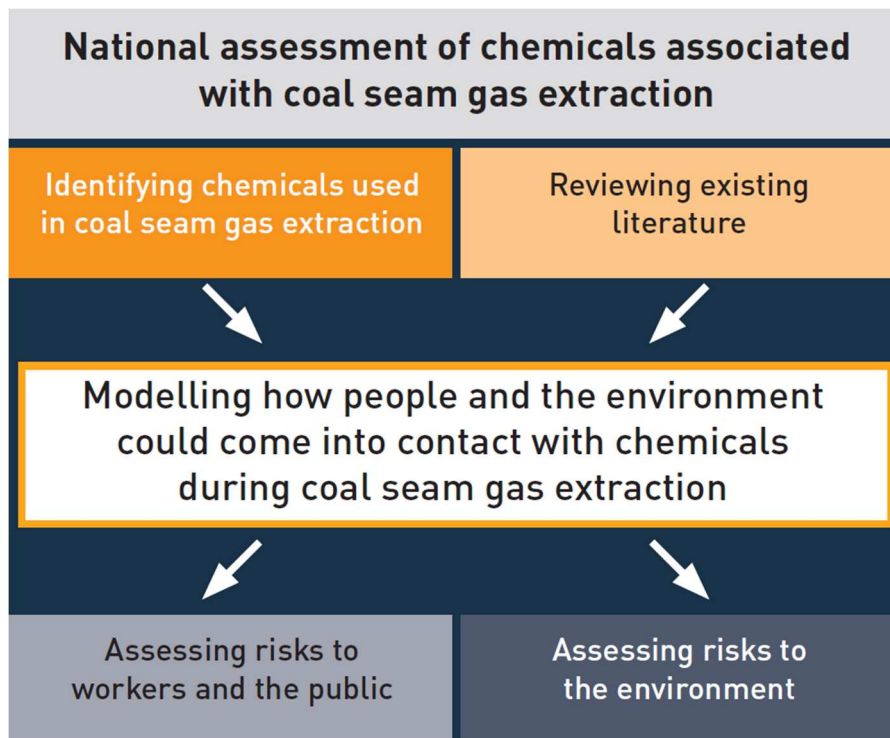 National assessment of chemicals associated
with coal seam gas extraction
Identifying chemicals used
in coal seam gas extraction
Reviewing existing
literature
Modelling how people and the environment
could come into contact with chemicals
during coal seam gas extraction
Assessing risks to
workers and the public
Assessing risks to
the environment